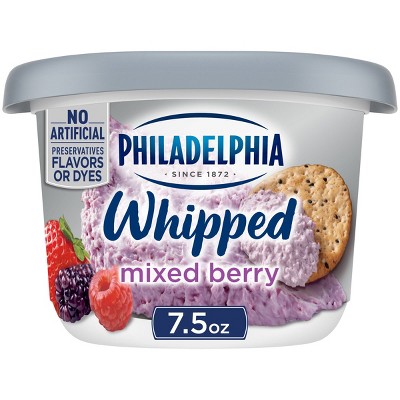 NO
ARTIFICIAL
PRESERVATIVES
FLAVORS
OR DYES
PHILADELPHIA
• SINCE 1872 •
Whipped
mixed berry
7.5oz